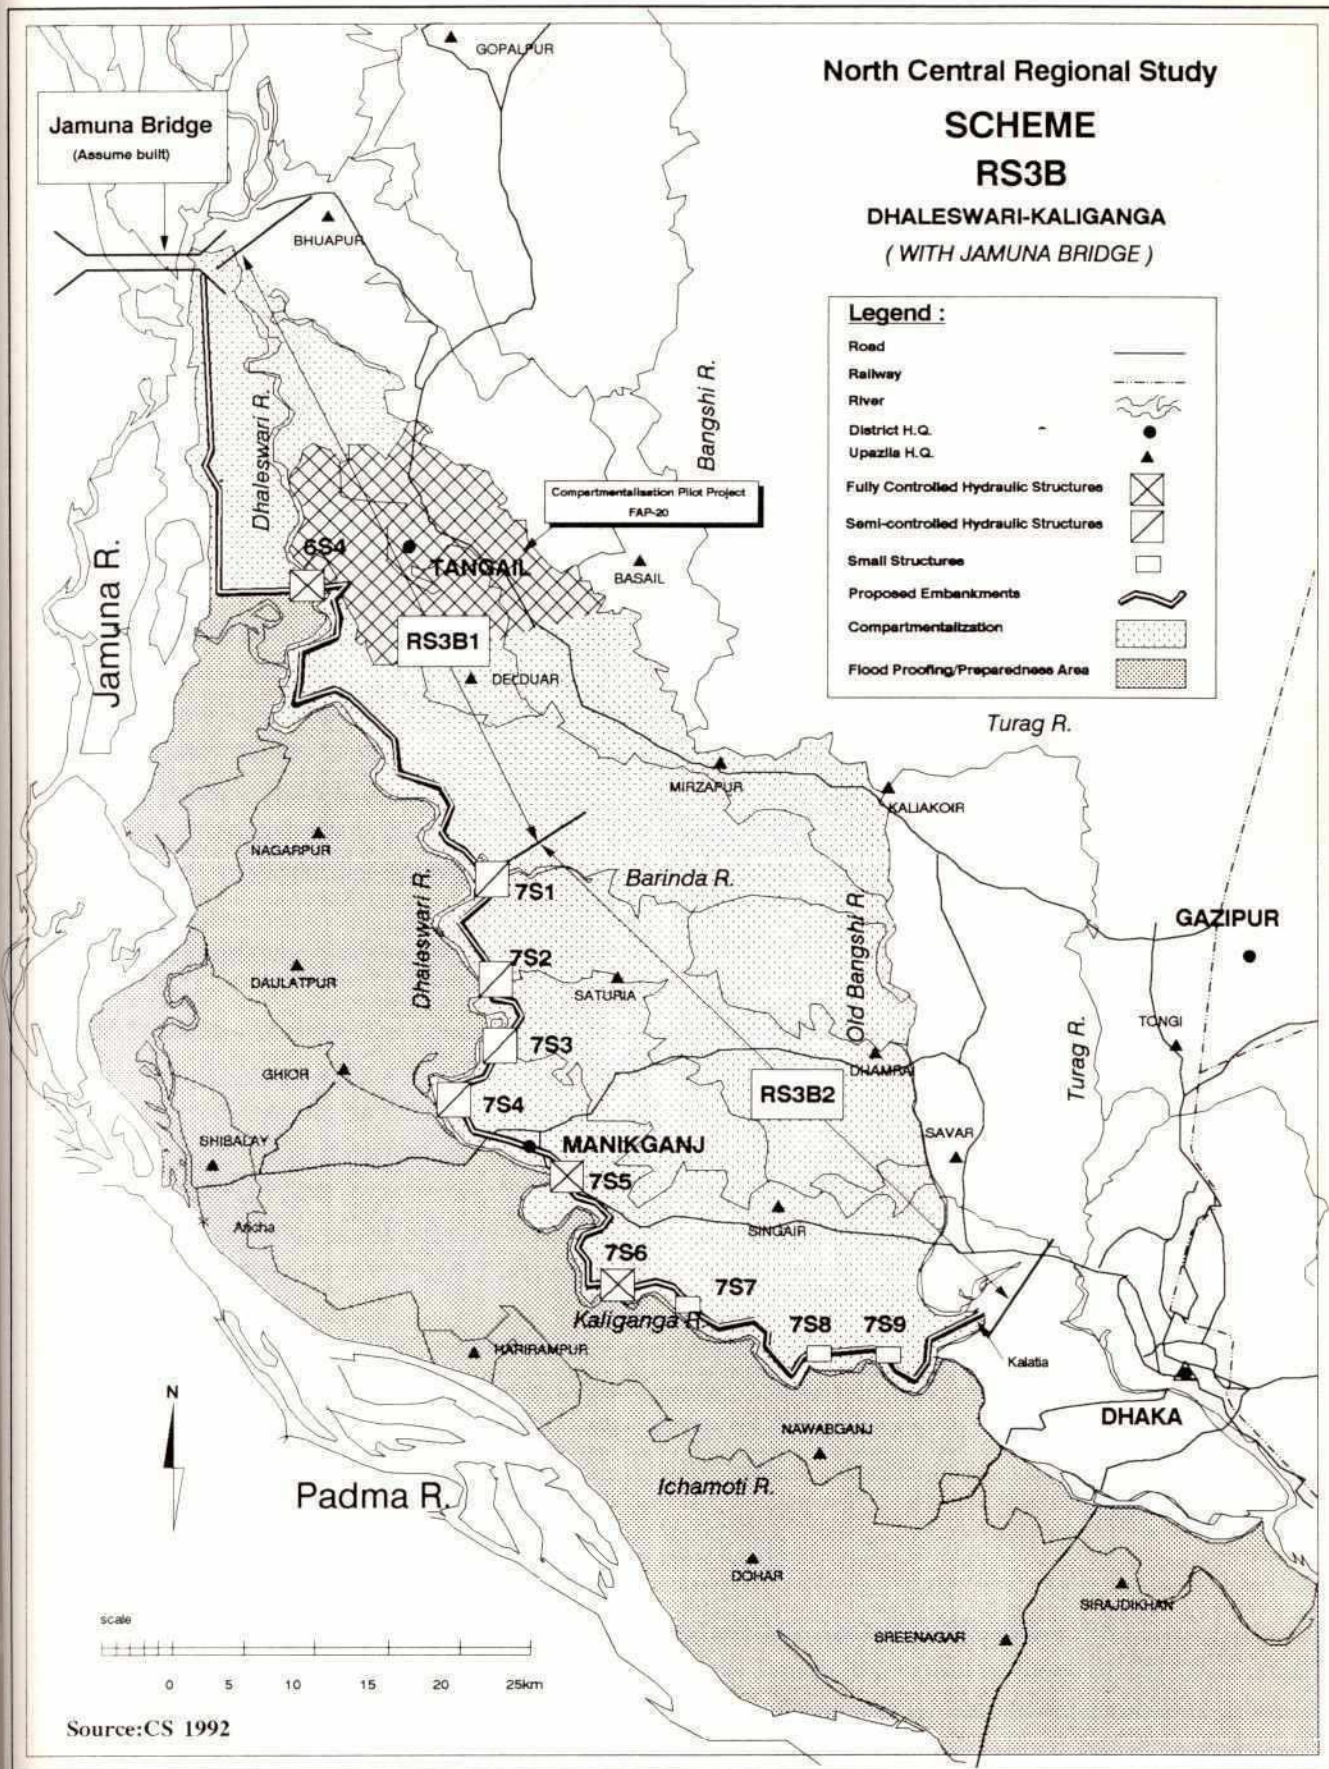 North Central Regional Study
SCHEME
RS3B
DHALESWARI-KALIGANGA
( WITH JAMUNA BRIDGE )
Legend :
Road
Railway
River
District H.Q.
Upazila H.Q.
Fully Controlled Hydraulic Structures
Semi-controlled Hydraulic Structures
Small Structures
Proposed Embankments
Compartmentalization
Flood Proofing/Preparedness Area
GOPALPUR
Jamuna Bridge
(Assume built)
BHUAPUR
Bangshi R.
Dhaleswari R.
Compartmentalisation Pilot Project
FAP-20
6S4
TANGAIL
BASAIL
Jamuna R.
RS3B1
DELDUAR
Turag R.
MIRZAPUR
KALIAKOIR
NAGARPUR
Barinda R.
7S1
Dhaleswari R.
Old Bangshi R.
GAZIPUR
7S2
DAULATPUR
SATURIA
TONGI
7S3
Turag R.
GHIOR
DHAMRAI
RS3B2
7S4
SAVAR
SHIBALAY
MANIKGANJ
7S5
Aricha
SINGAIR
7S6
7S7
Kaliganga R.
7S8
7S9
HARIRAMPUR
Kalatia
N
DHAKA
NAWABGANJ
Ichamoti R.
Padma R.
DOHAR
SIRAJDIKHAN
SREENAGAR
scale
0 5 10 15 20 25km
Source:CS 1992